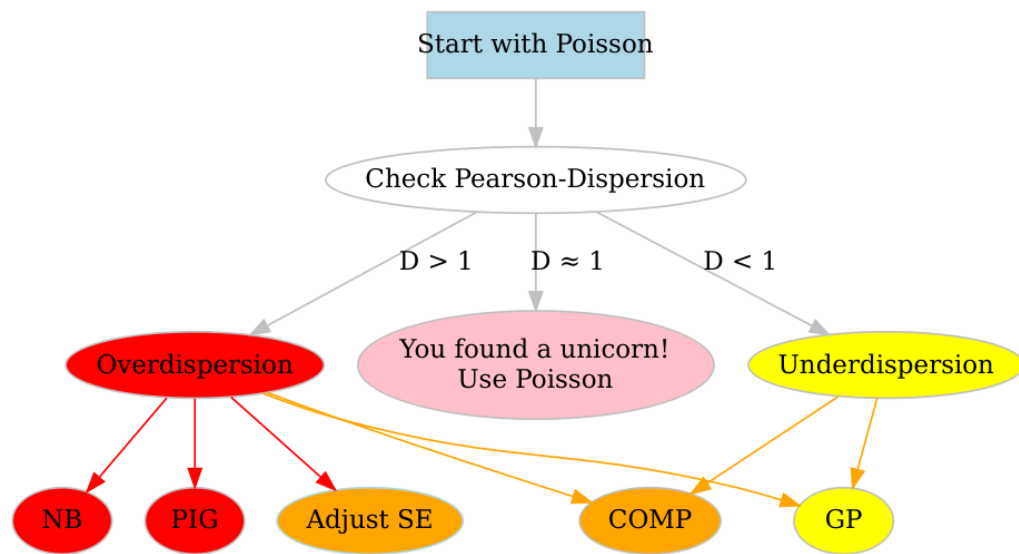 Start with Poisson
Check Pearson-Dispersion
D > 1
D ≈ 1
D < 1
Overdispersion
You found a unicorn!
Use Poisson
Underdispersion
NB
PIG
Adjust SE
COMP
GP